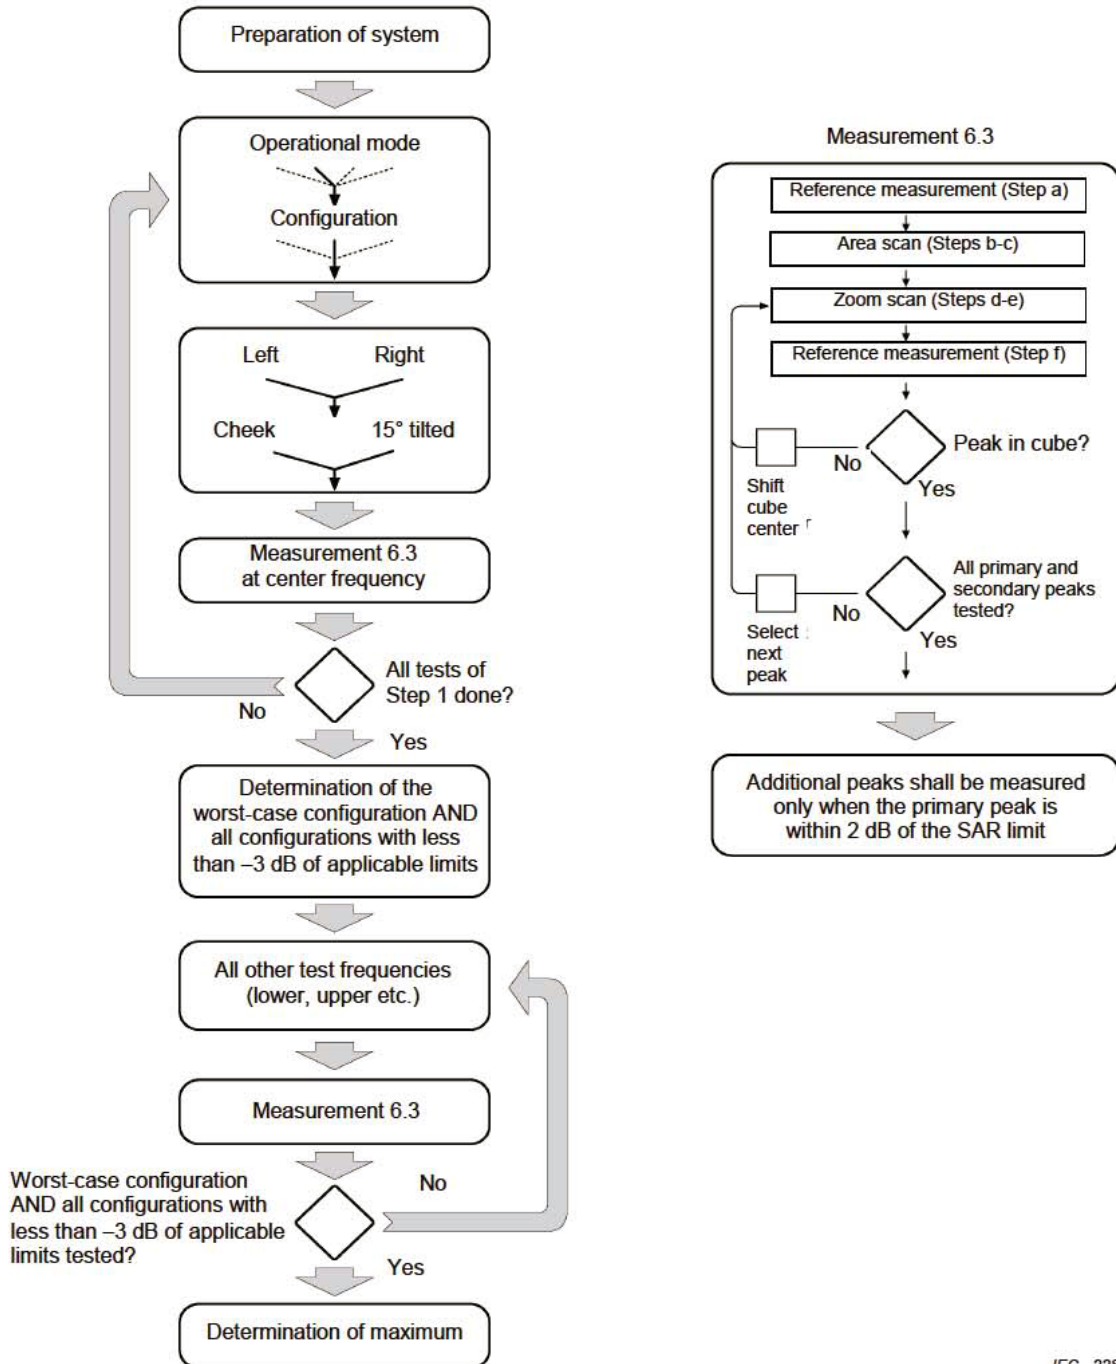 Preparation of system
Operational mode
Configuration
Left Right
Cheek 15° tilted
Measurement 6.3
at center frequency
All tests of
Step 1 done?
No
Yes
Determination of the
worst-case configuration AND
all configurations with less
than –3 dB of applicable limits
All other test frequencies
(lower, upper etc.)
Measurement 6.3
Worst-case configuration
AND all configurations with
less than –3 dB of applicable
limits tested?
No
Yes
Determination of maximum
Measurement 6.3
Reference measurement (Step a)
Area scan (Steps b-c)
Zoom scan (Steps d-e)
Reference measurement (Step f)
Peak in cube?
No
Yes
Shift
cube
center
All primary and
secondary peaks
tested?
No
Yes
Select
next
peak
Additional peaks shall be measured
only when the primary peak is
within 2 dB of the SAR limit